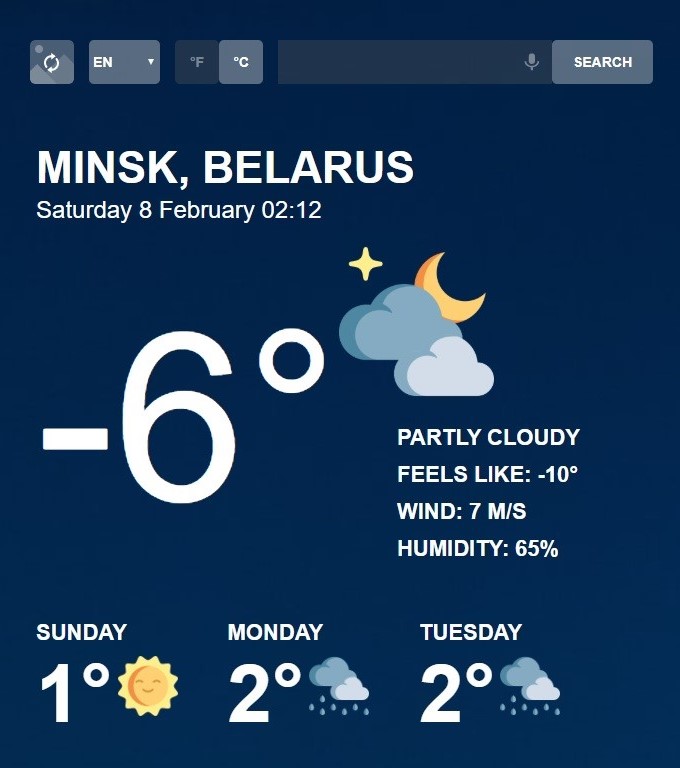 EN ▼ °F °C SEARCH
MINSK, BELARUS
Saturday 8 February 02:12
-6°
PARTLY CLOUDY
FEELS LIKE: -10°
WIND: 7 M/S
HUMIDITY: 65%
SUNDAY MONDAY TUESDAY
1° 2° 2°